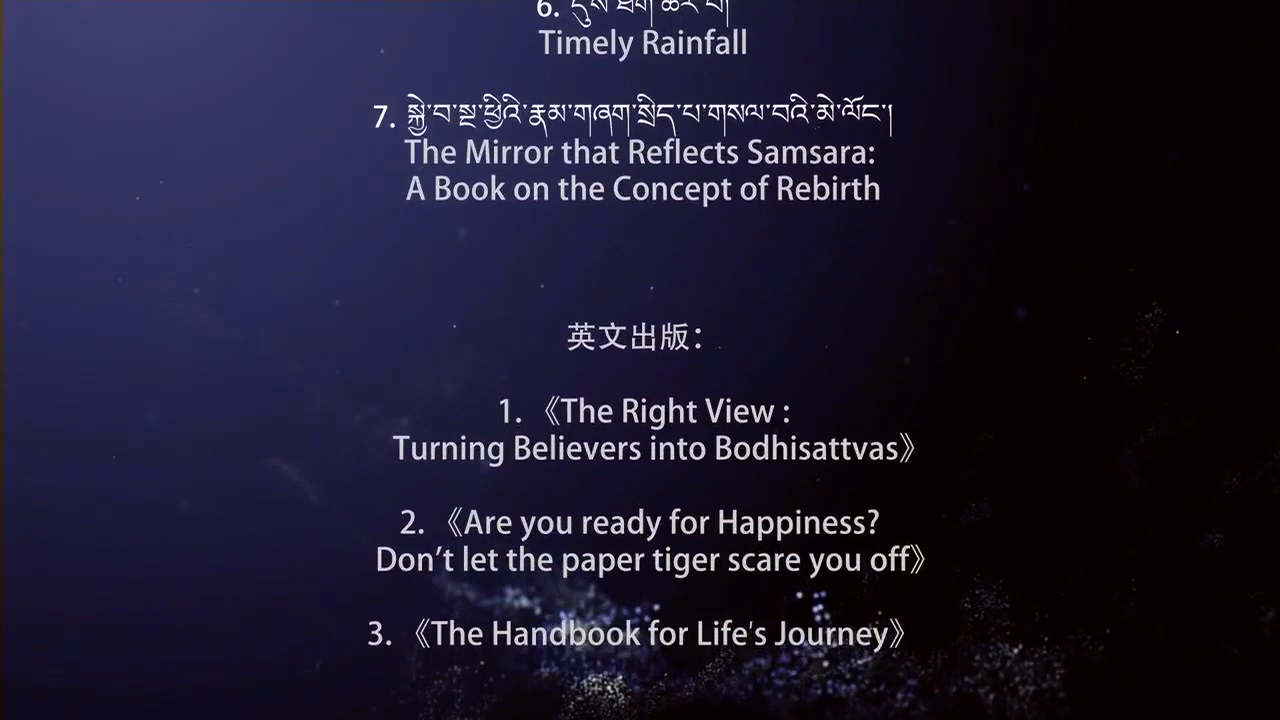 6. དུས་ཐོག་ཆར་པ།
Timely Rainfall
7. སྐྱེ་བ་སྔ་ཕྱིའི་རྣམ་གཞག་སྲིད་པ་གསལ་བའི་མེ་ལོང་།
The Mirror that Reflects Samsara:
A Book on the Concept of Rebirth
英文出版：
1. 《The Right View :
Turning Believers into Bodhisattvas》
2. 《Are you ready for Happiness?
Don’t let the paper tiger scare you off》
3. 《The Handbook for Life's Journey》